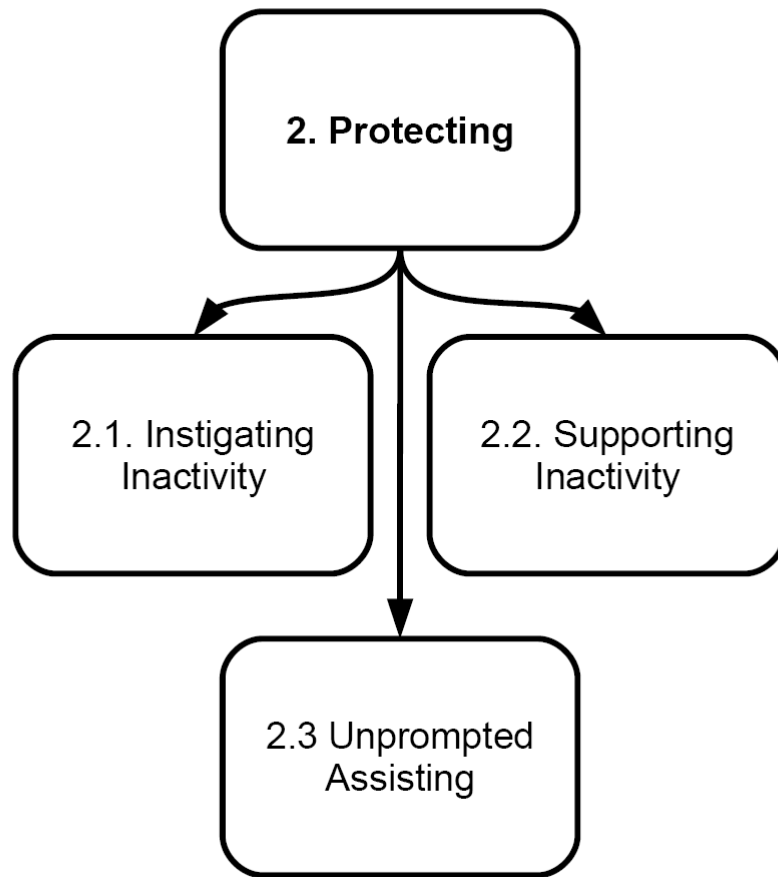 2. Protecting
2.1. Instigating
Inactivity
2.2. Supporting
Inactivity
2.3 Unprompted
Assisting